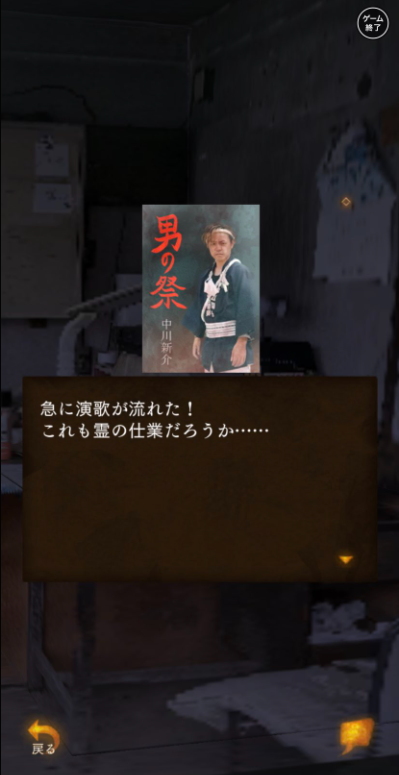 ゲーム
終了
男の祭
中川新介
急に演歌が流れた！
これも霊の仕業だろうか……
戻る